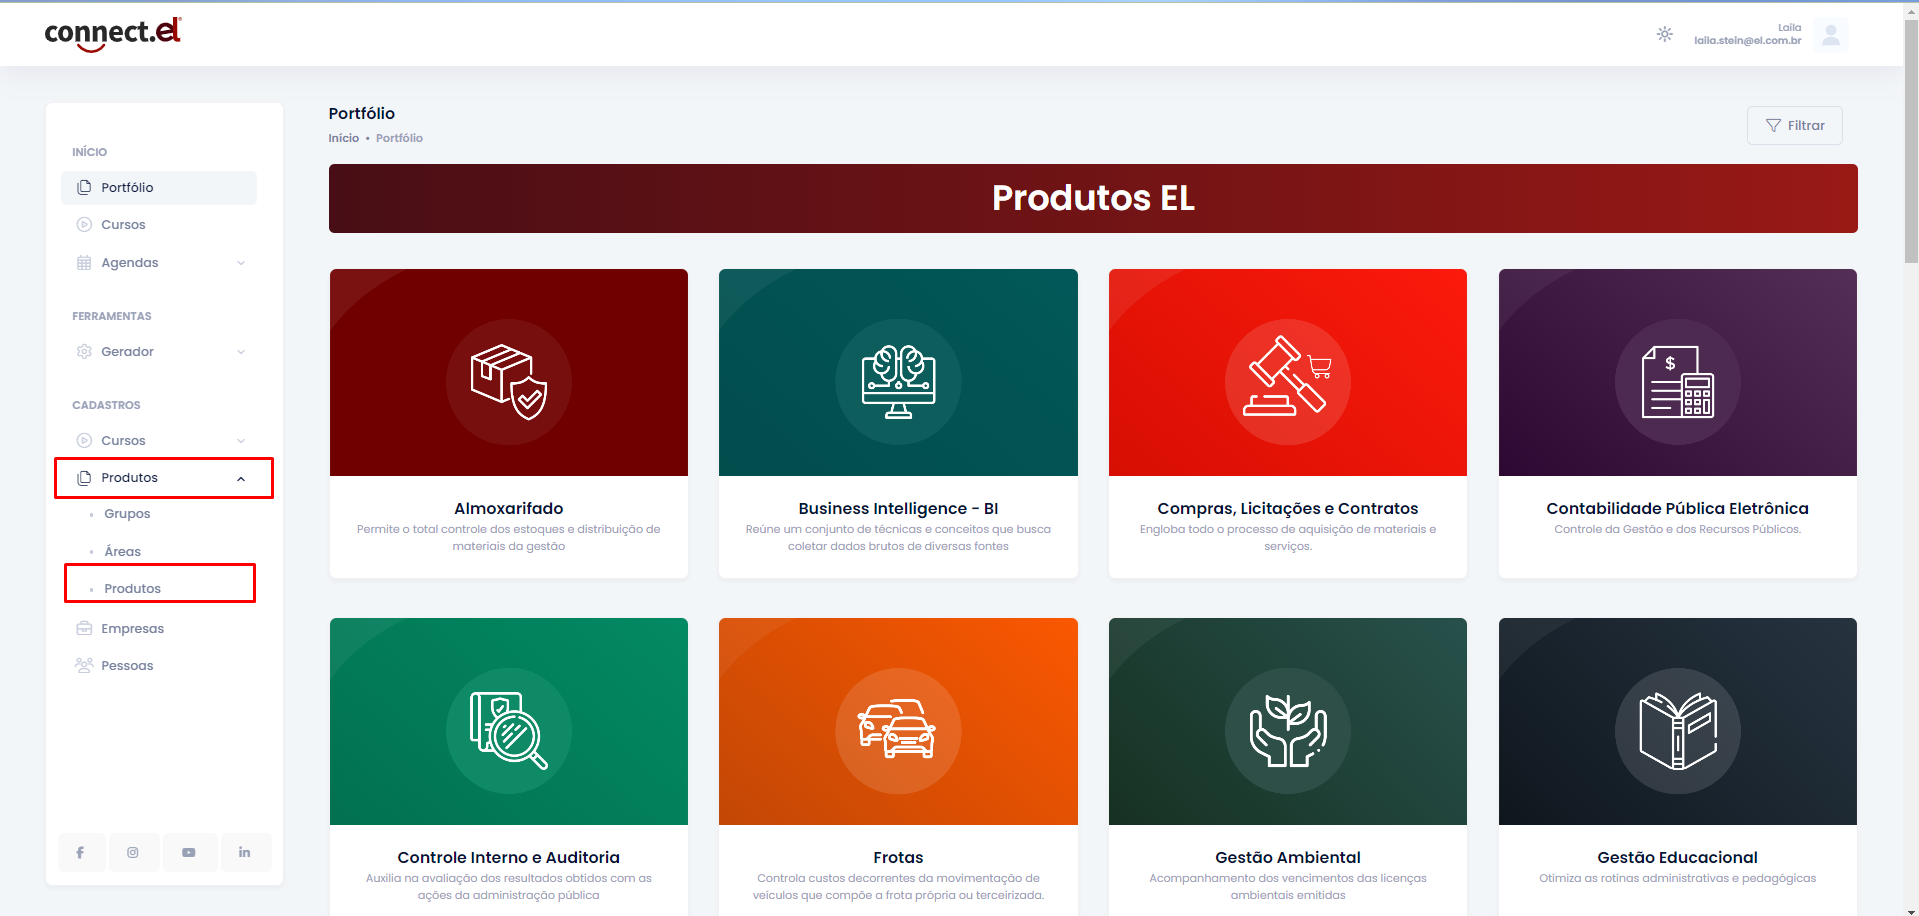 connect.el
Laila
laila.stein@el.com.br
INÍCIO
Portfólio
Cursos
Agendas
FERRAMENTAS
Gerador
CADASTROS
Cursos
Produtos
Grupos
Áreas
Produtos
Empresas
Pessoas
Portfólio
Início • Portfólio
Filtrar
Produtos EL
Almoxarifado
Permite o total controle dos estoques e distribuição de
materiais da gestão
Business Intelligence - BI
Reúne um conjunto de técnicas e conceitos que busca
coletar dados brutos de diversas fontes
Compras, Licitações e Contratos
Engloba todo o processo de aquisição de materiais e
serviços.
Contabilidade Pública Eletrônica
Controle da Gestão e dos Recursos Públicos.
Controle Interno e Auditoria
Auxilia na avaliação dos resultados obtidos com as
ações da administração pública
Frotas
Controla custos decorrentes da movimentação de
veículos que compõe a frota própria ou terceirizada.
Gestão Ambiental
Acompanhamento dos vencimentos das licenças
ambientais emitidas
Gestão Educacional
Otimiza as rotinas administrativas e pedagógicas